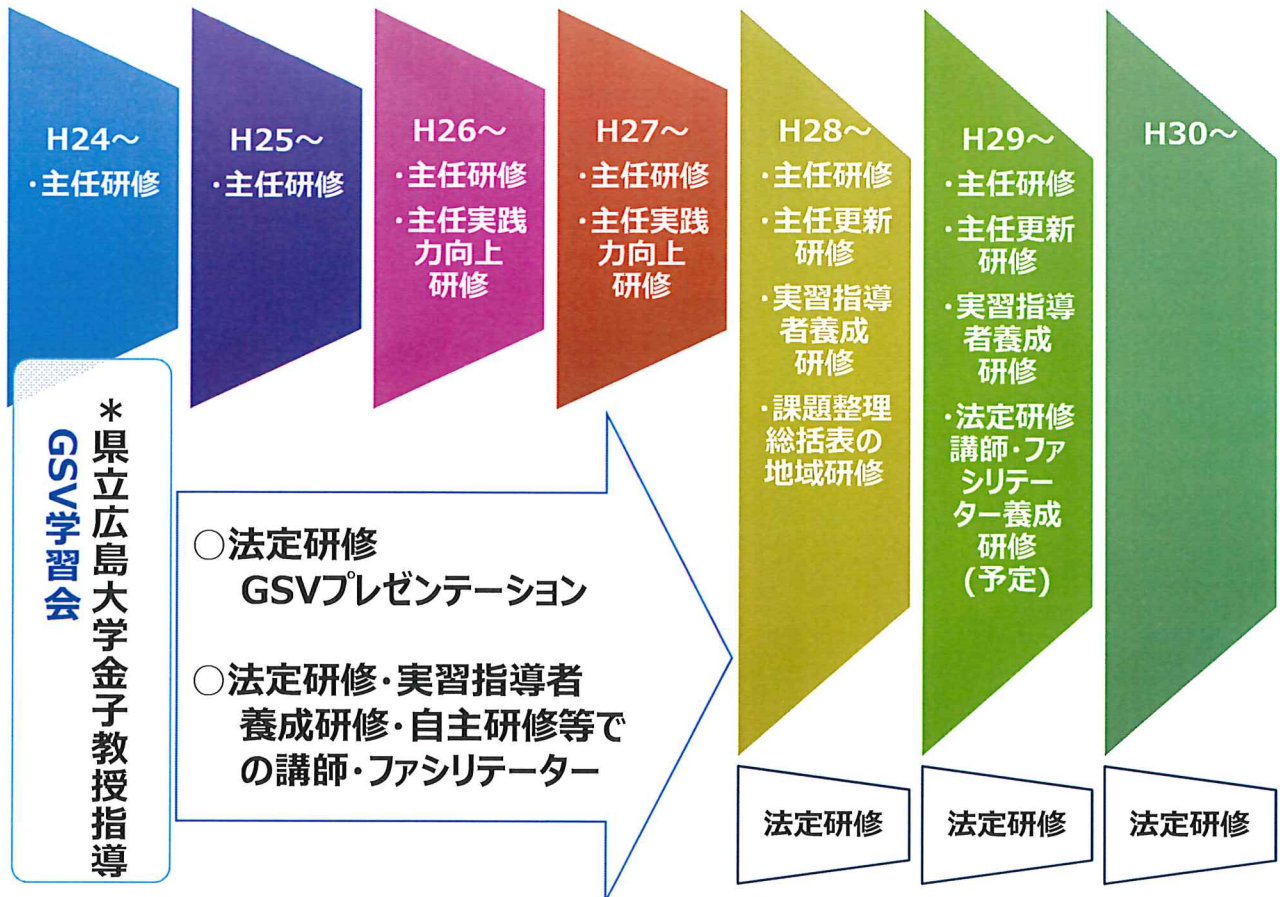 H24～
・主任研修
H25～
・主任研修
H26～
・主任研修
・主任実践
力向上
研修
H27～
・主任研修
・主任実践
力向上
研修
H28～
・主任研修
・主任更新
研修
・実習指導
者養成
研修
・課題整理
総括表の
地域研修
H29～
・主任研修
・主任更新
研修
・実習指導
者養成
研修
・法定研修
講師・ファ
シリテー
ター養成
研修
(予定)
H30～
＊県立広島大学金子教授指導
GSV学習会
○法定研修
GSVプレゼンテーション
○法定研修・実習指導者
養成研修・自主研修等で
の講師・ファシリテーター
法定研修
法定研修
法定研修